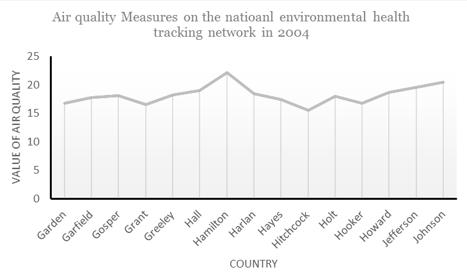 Air quality Measures on the natioanl environmental health
tracking network in 2004
VALUE OF AIR QUALITY
25
20
15
10
5
0
Garden
Garfield
Gosper
Grant
Greeley
Hall
Hamilton
Harlan
Hayes
Hitchcock
Holt
Hooker
Howard
Jefferson
Johnson
COUNTRY